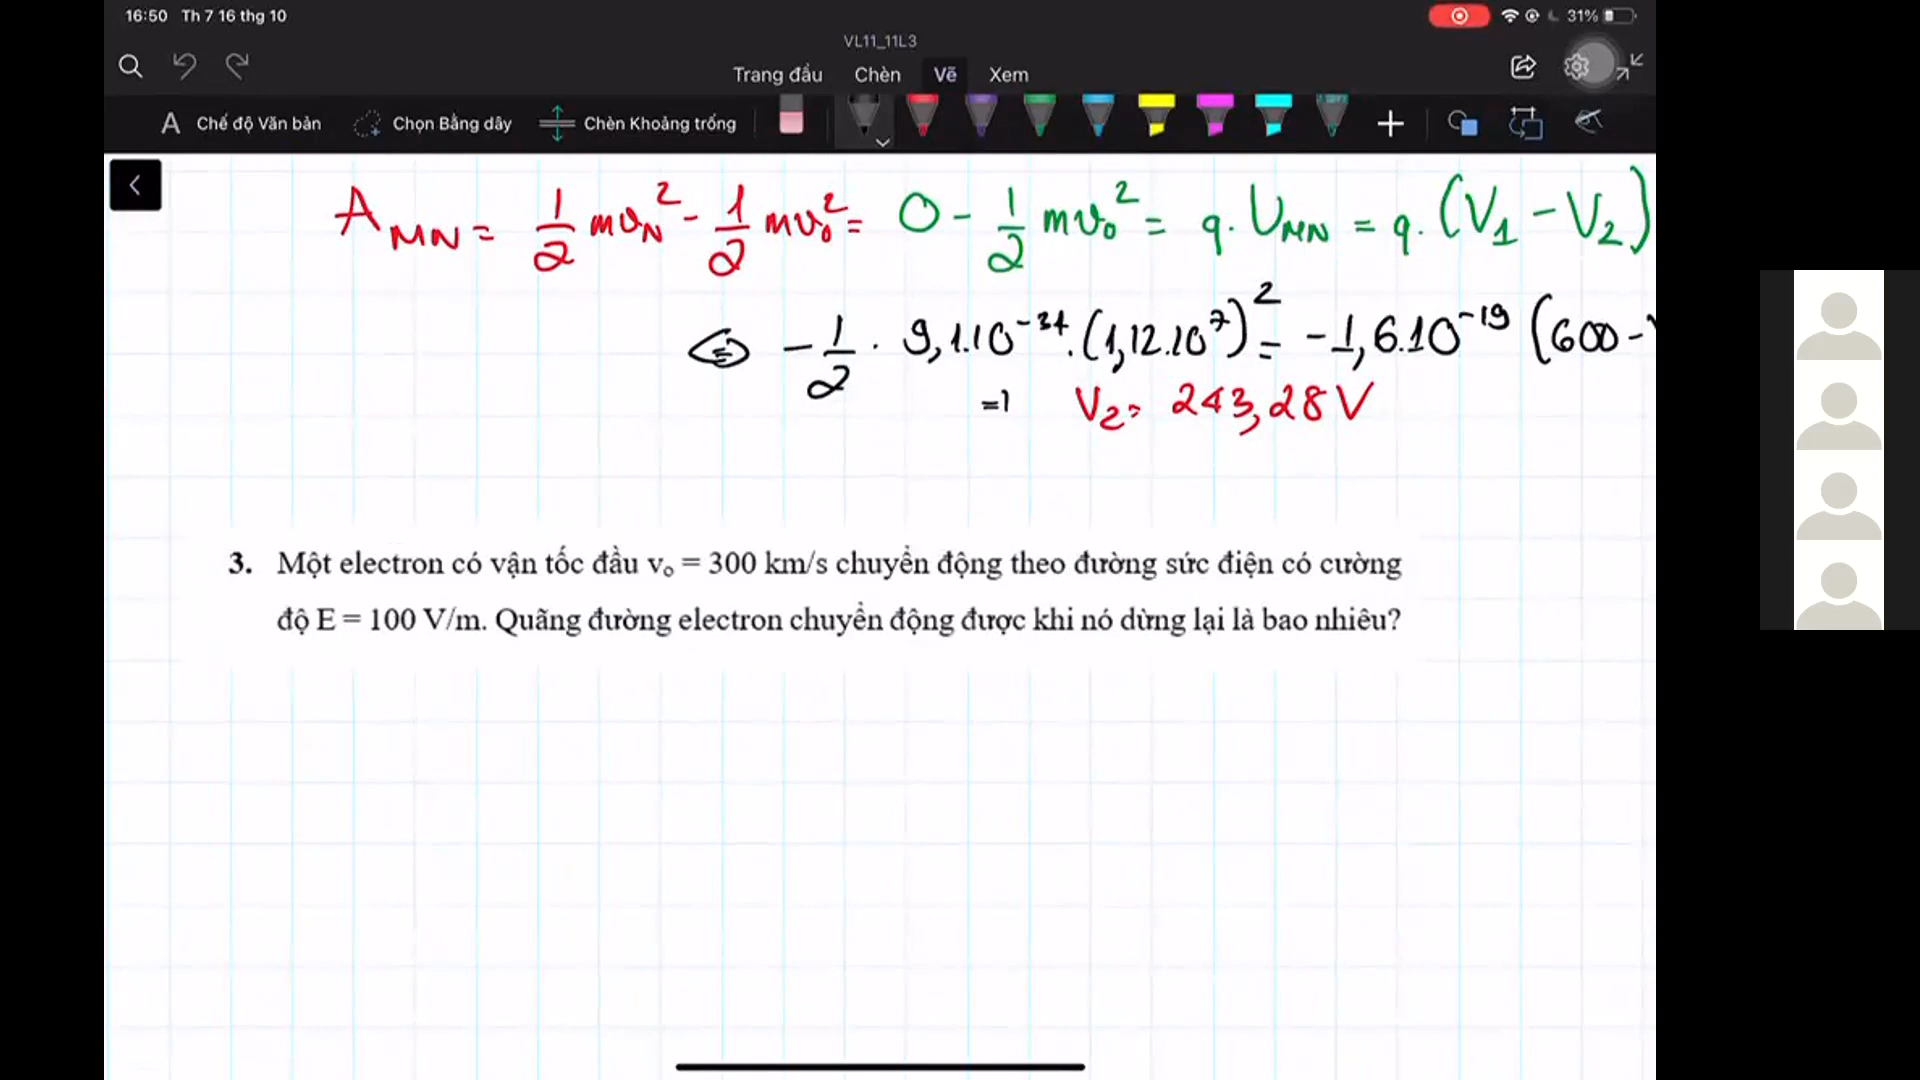 16:50 Th 7 16 thg 10
31%
VL11_11L3
Trang đầu Chèn Vẽ Xem
Chế độ Văn bản Chọn Bằng dây Chèn Khoảng trống
A_MN = 1/2 mv_N^2 - 1/2 mv_0^2 = 0 - 1/2 mv_0^2 = q. U_MN = q. (V_1 - V_2)
⇔ -1/2 . 9,1.10^-31 . (1,12.10^7)^2 = -1,6.10^-19 (600 -
=> V_2 = 243,28 V
3. Một electron có vận tốc đầu v₀ = 300 km/s chuyển động theo đường sức điện có cường
độ E = 100 V/m. Quãng đường electron chuyển động được khi nó dừng lại là bao nhiêu?